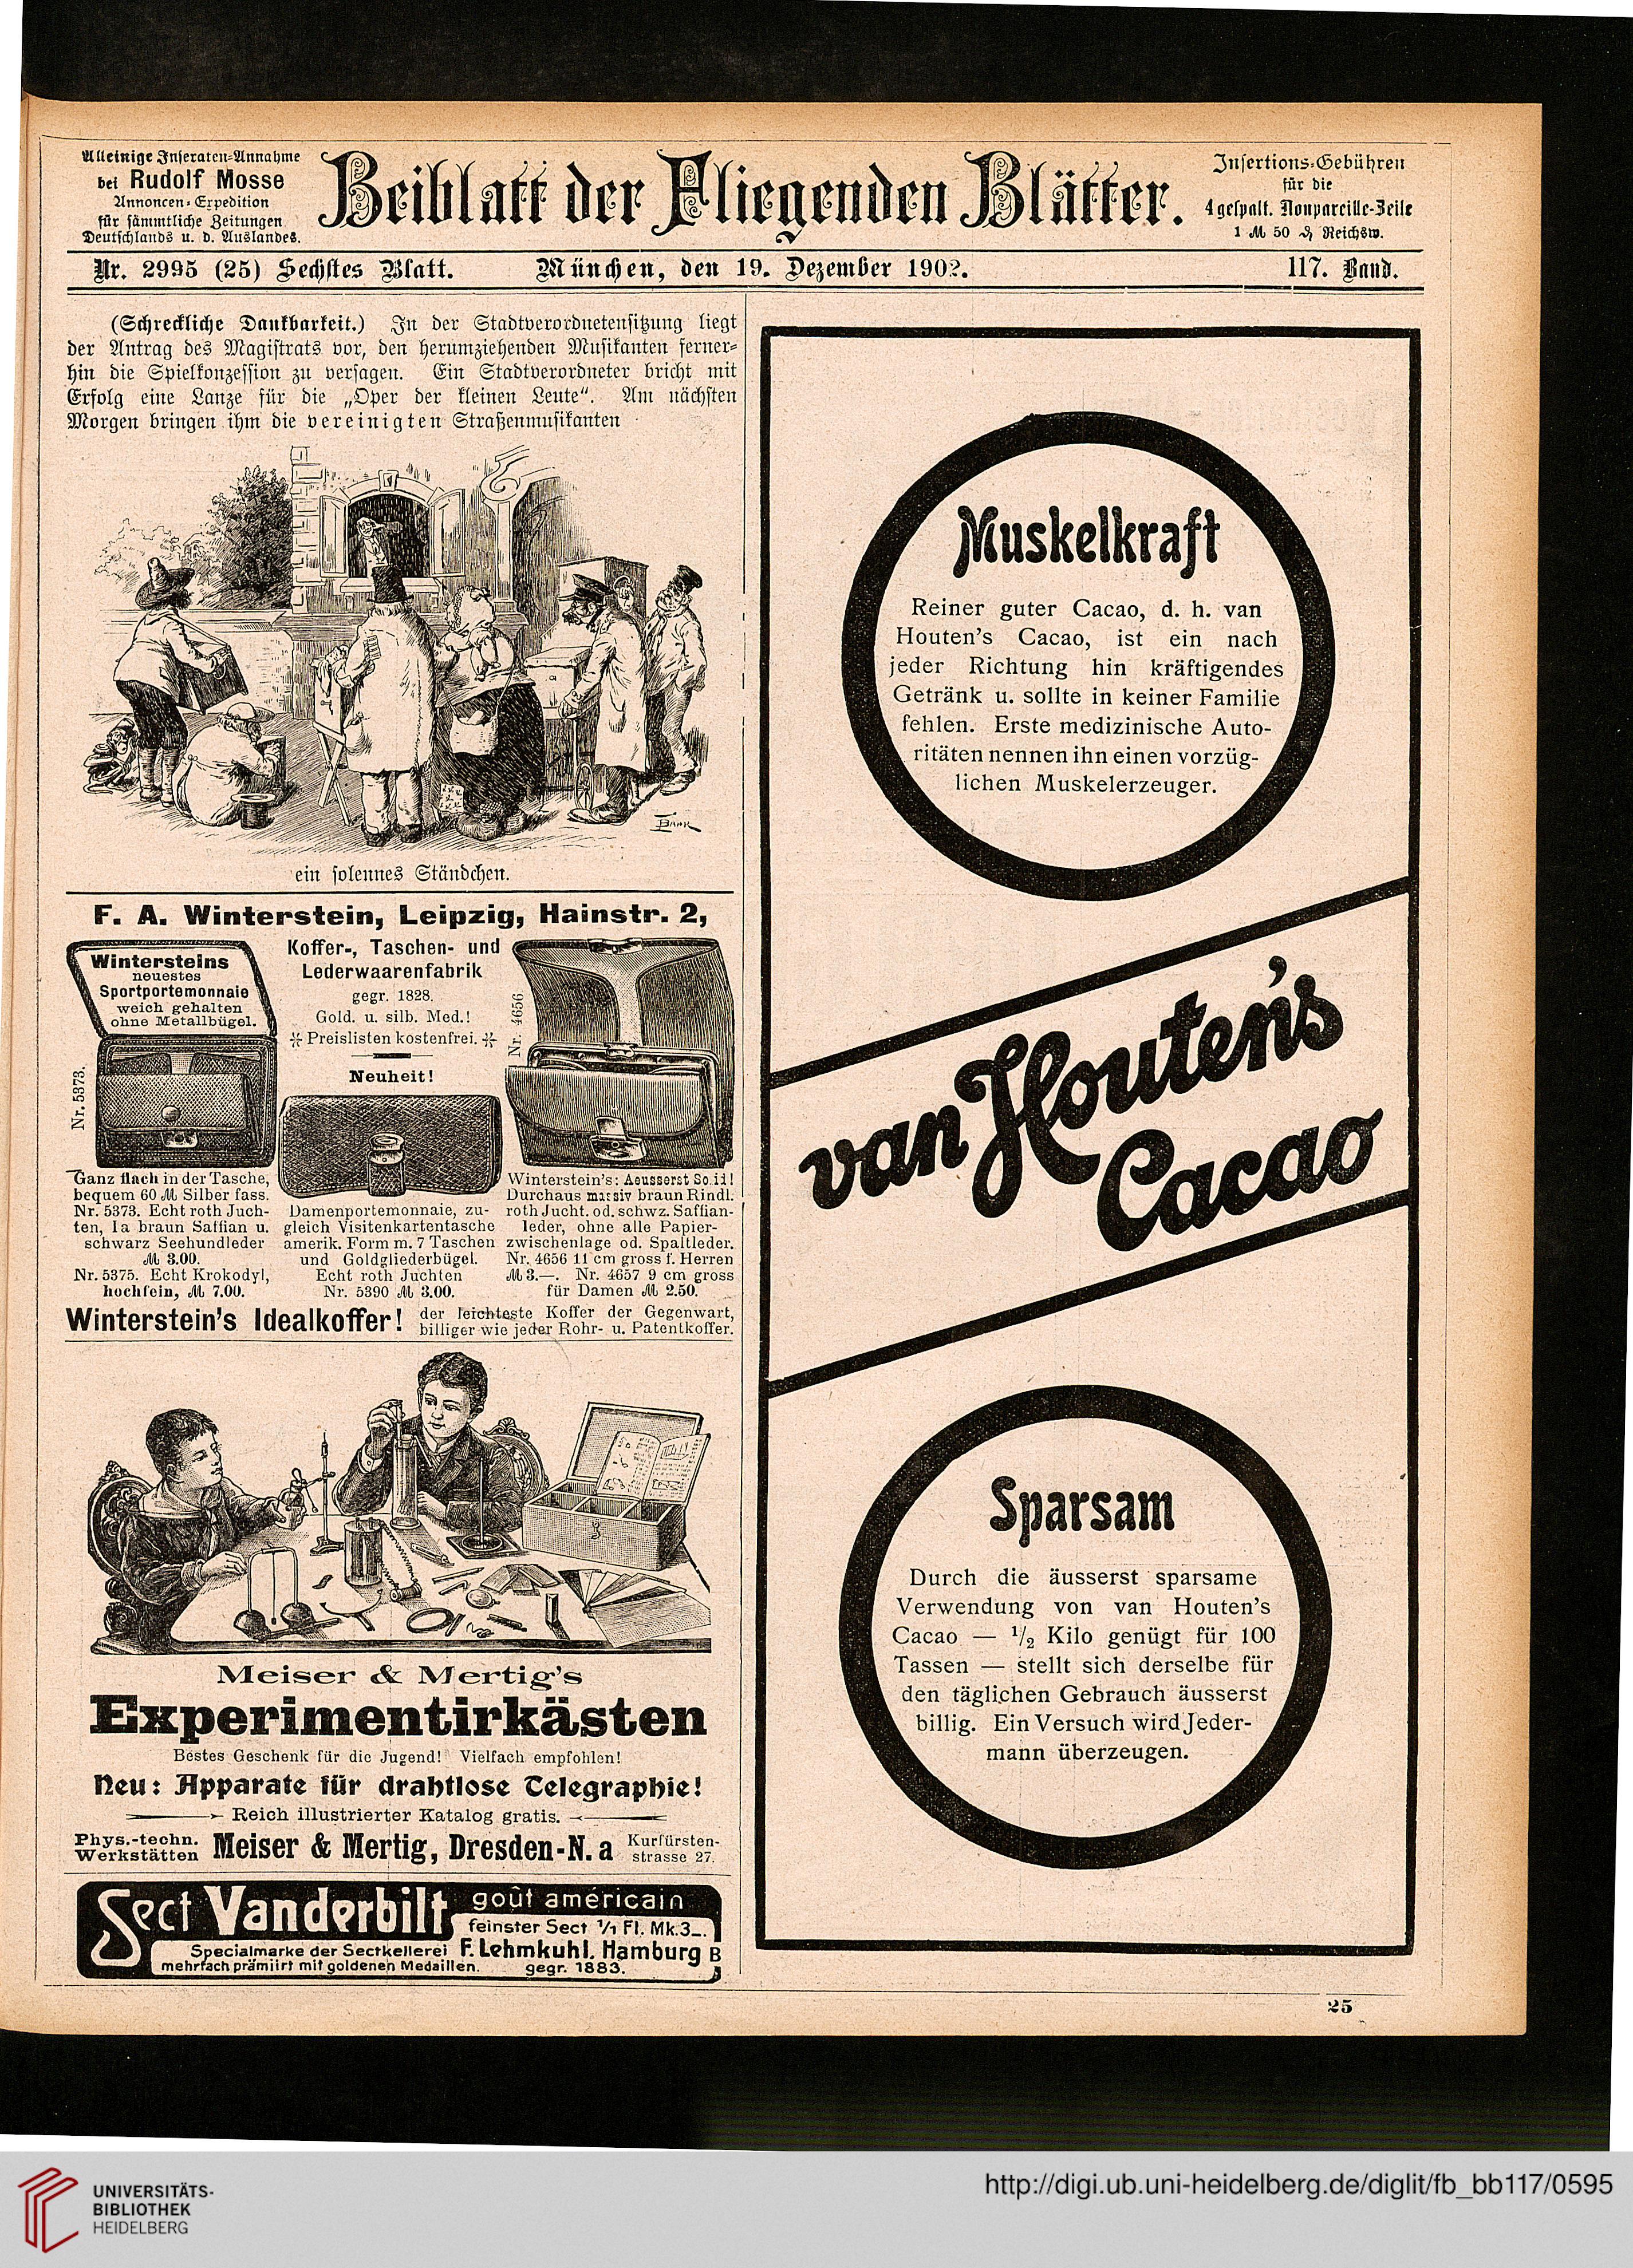 Alleinige Inseraten-Annahme
bei Rudolf Mosse
Annoncen-Expedition
für sämmtliche Zeitungen
Deutschlands u. d. Auslandes.
Beiblatt der Fliegenden Blätter.
Insertions-Gebühren
für die
4 gespalt. Nonpareille-Zeile
1 ℳ 50 ₰ Reichsw.
Nr. 2995 (25) Sechstes Blatt. München, den 19. Dezember 1902. 117. Band.
(Schreckliche Dankbarkeit.) In der Stadtverordnetensitzung liegt
der Antrag des Magistrats vor, den herumziehenden Musikanten ferner-
hin die Spielkonzession zu versagen. Ein Stadtverordneter bricht mit
Erfolg eine Lanze für die „Oper der kleinen Leute“. Am nächsten
Morgen bringen ihm die vereinigten Straßenmusikanten
ein solennes Ständchen.
F. A. Winterstein, Leipzig, Hainstr. 2,
Wintersteins
neuestes
Sportportemonnaie
weich gehalten
ohne Metallbügel.
Nr. 5373.
Koffer-, Taschen- und
Lederwaarenfabrik
gegr. 1828.
Gold. u. silb. Med.!
Preislisten kostenfrei.
Neuheit!
Nr. 4656
Ganz flach in der Tasche,
bequem 60 ℳ Silber fass.
Nr. 5373. Echt roth Juch-
ten, Ia braun Saffian u.
schwarz Seehundleder
ℳ 3.00.
Nr. 5375. Echt Krokodyl,
hochfein, ℳ 7.00.
Damenportemonnaie, zu-
gleich Visitenkartentasche
amerik. Form m. 7 Taschen
und Goldgliederbügel.
Echt roth Juchten
Nr. 5390 ℳ 3.00.
Winterstein's: Aeusserst Solid!
Durchaus massiv braun Rindl.
roth Jucht. od. schwz. Saffian-
leder, ohne alle Papier-
zwischenlage od. Spaltleder.
Nr. 4656 11 cm gross f. Herren
ℳ 3.—. Nr. 4657 9 cm gross
für Damen ℳ 2.50.
Winterstein's Idealkoffer! der leichteste Koffer der Gegenwart,
billiger wie jeder Rohr- u. Patentkoffer.
Meiser & Mertig's
Experimentirkästen
Bestes Geschenk für die Jugend! Vielfach empfohlen!
Neu: Apparate für drahtlose Telegraphie!
Reich illustrierter Katalog gratis.
Phys.-techn.
Werkstätten
Meiser & Mertig, Dresden-N. a
Kurfürsten-
strasse 27.
Sect Vanderbilt goût américain
feinster Sect 1/1 Fl. Mk. 3_.
Specialmarke der Sectkellerei F. Lehmkuhl. Hamburg B
mehrfach prämiirt mit goldenen Medaillen. gegr. 1883.
Muskelkraft
Reiner guter Cacao, d. h. van
Houten's Cacao, ist ein nach
jeder Richtung hin kräftigendes
Getränk u. sollte in keiner Familie
fehlen. Erste medizinische Auto-
ritäten nennen ihn einen vorzüg-
lichen Muskelerzeuger.
van Houten's
Cacao
Sparsam
Durch die äusserst sparsame
Verwendung von van Houten's
Cacao — 1/2 Kilo genügt für 100
Tassen — stellt sich derselbe für
den täglichen Gebrauch äusserst
billig. Ein Versuch wird Jeder-
mann überzeugen.
25
UNIVERSITÄTS-
BIBLIOTHEK
HEIDELBERG
http://digi.ub.uni-heidelberg.de/diglit/fb_bb117/0595